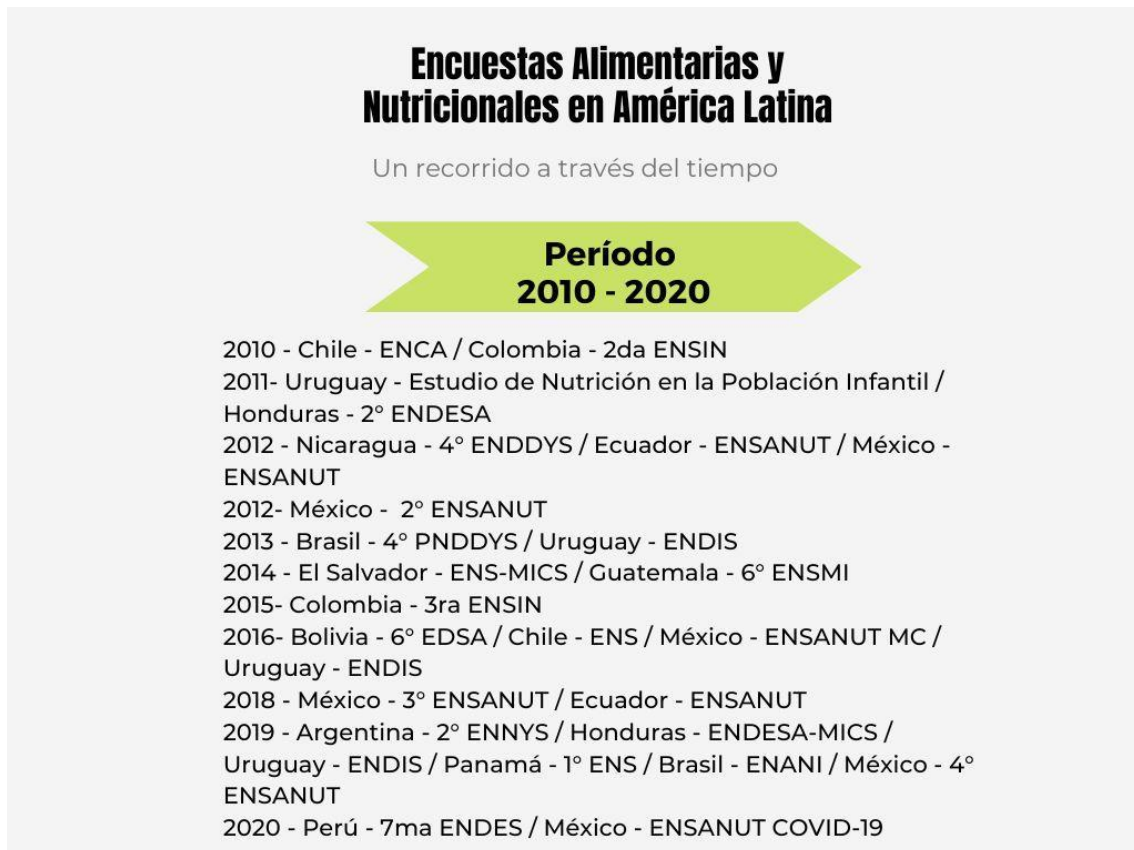 Encuestas Alimentarias y
Nutricionales en América Latina
Un recorrido a través del tiempo
Período
2010 - 2020
2010 - Chile - ENCA / Colombia - 2da ENSIN
2011- Uruguay - Estudio de Nutrición en la Población Infantil /
Honduras - 2° ENDESA
2012 - Nicaragua - 4° ENDDYS / Ecuador - ENSANUT / México -
ENSANUT
2012- México -  2° ENSANUT
2013 - Brasil - 4° PNDDYS / Uruguay - ENDIS
2014 - El Salvador - ENS-MICS / Guatemala - 6° ENSMI
2015- Colombia - 3ra ENSIN
2016- Bolivia - 6° EDSA / Chile - ENS / México - ENSANUT MC /
Uruguay - ENDIS
2018 - México - 3° ENSANUT / Ecuador - ENSANUT
2019 - Argentina - 2° ENNYS / Honduras - ENDESA-MICS /
Uruguay - ENDIS / Panamá - 1° ENS / Brasil - ENANI / México - 4°
ENSANUT
2020 - Perú - 7ma ENDES / México - ENSANUT COVID-19